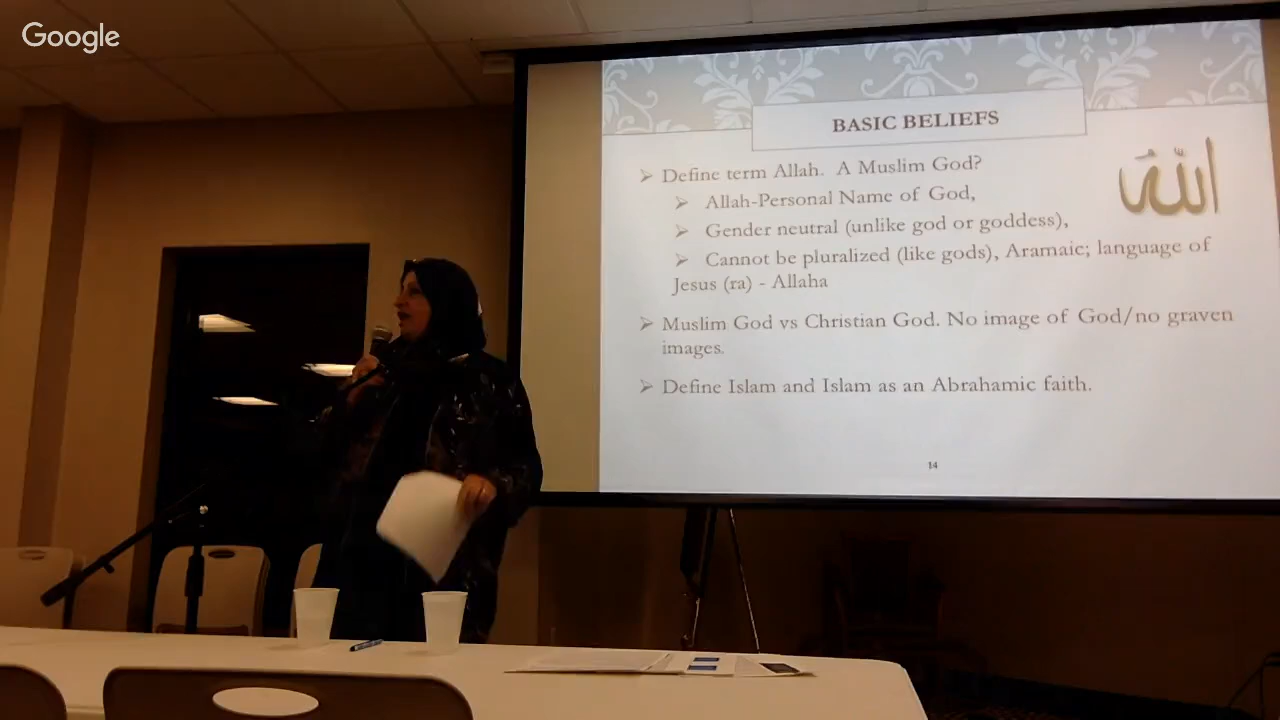 Google
BASIC BELIEFS
الله
➢ Define term Allah. A Muslim God?
➢ Allah-Personal Name of God,
➢ Gender neutral (unlike god or goddess),
➢ Cannot be pluralized (like gods), Aramaic; language of
Jesus (ra) - Allaha
➢ Muslim God vs Christian God. No image of God/no graven
images.
➢ Define Islam and Islam as an Abrahamic faith.
14